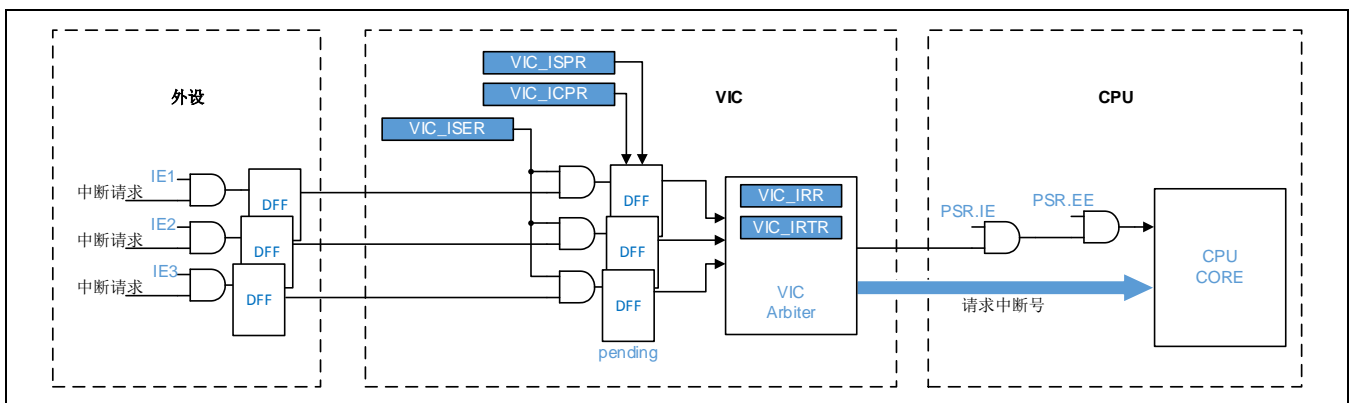 外设
VIC
CPU
VIC_ISPR
VIC_ICPR
VIC_ISER
IE1
中断请求
DFF
IE2
中断请求
DFF
IE3
中断请求
DFF
DFF
DFF
DFF
pending
VIC_IRR
VIC_IRTR
VIC
Arbiter
PSR.IE
PSR.EE
请求中断号
CPU
CORE